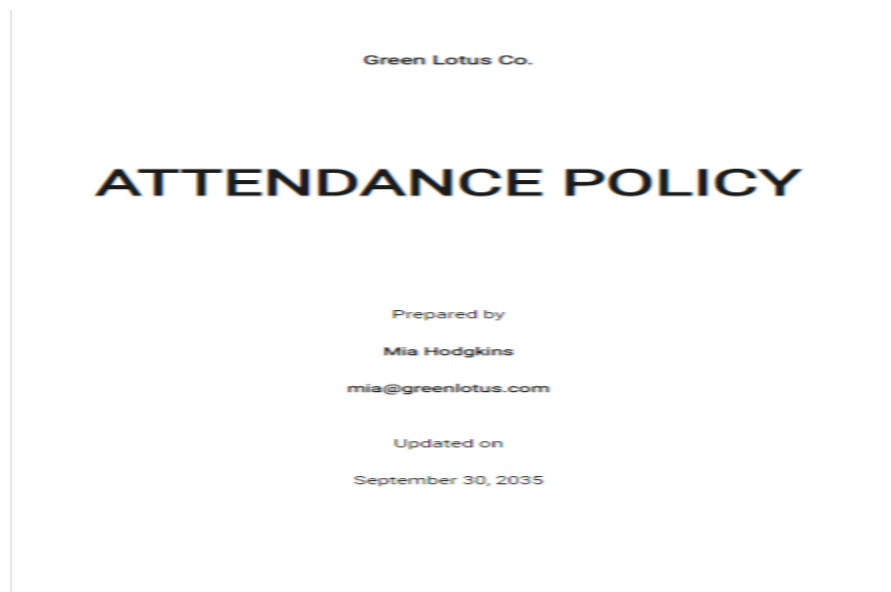 Green Lotus Co.
ATTENDANCE POLICY
Prepared by
Mia Hodgkins
mia@greenlotus.com
Updated on
September 30, 2035